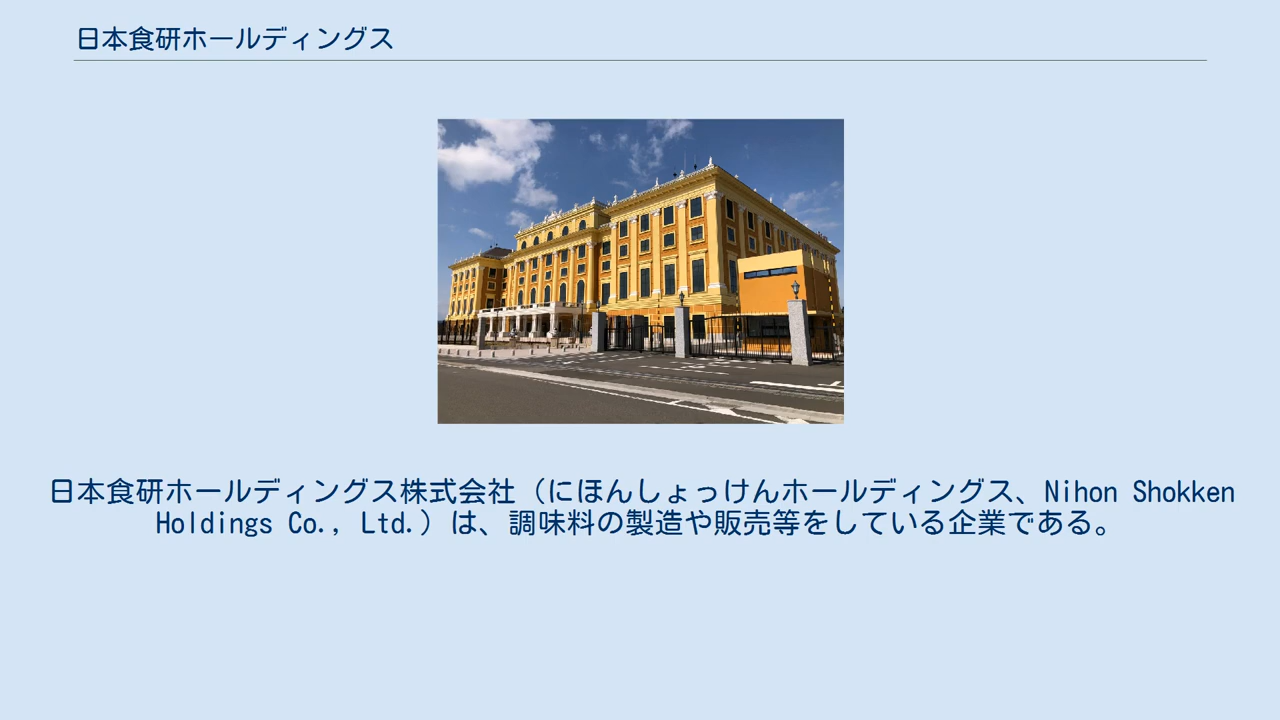 日本食研ホールディングス
日本食研ホールディングス株式会社（にほんしょっけんホールディングス、Nihon Shokken
Holdings Co., Ltd.）は、調味料の製造や販売等をしている企業である。